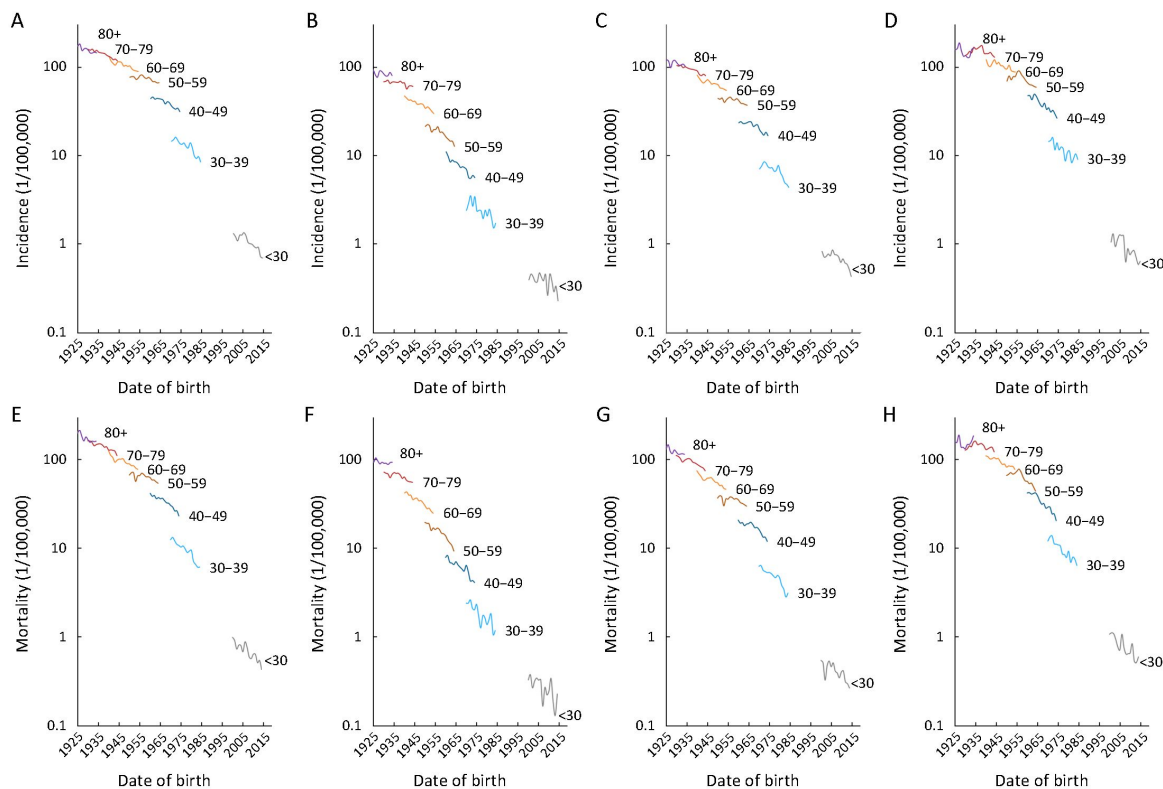 A
Incidence (1/100,000)
100
10
1
0.1
80+
70–79
60–69
50–59
40–49
30–39
<30
1925 1935 1945 1955 1965 1975 1985 1995 2005 2015
Date of birth
B
Incidence (1/100,000)
100
10
1
0.1
80+
70–79
60–69
50–59
40–49
30–39
<30
1925 1935 1945 1955 1965 1975 1985 1995 2005 2015
Date of birth
C
Incidence (1/100,000)
100
10
1
0.1
80+
70–79
60–69
50–59
40–49
30–39
<30
1925 1935 1945 1955 1965 1975 1985 1995 2005 2015
Date of birth
D
Incidence (1/100,000)
100
10
1
0.1
80+
70–79
60–69
50–59
40–49
30–39
<30
1925 1935 1945 1955 1965 1975 1985 1995 2005 2015
Date of birth
E
Mortality (1/100,000)
100
10
1
0.1
80+
70–79
60–69
50–59
40–49
30–39
<30
1925 1935 1945 1955 1965 1975 1985 1995 2005 2015
Date of birth
F
Mortality (1/100,000)
100
10
1
0.1
80+
70–79
60–69
50–59
40–49
30–39
<30
1925 1935 1945 1955 1965 1975 1985 1995 2005 2015
Date of birth
G
Mortality (1/100,000)
100
10
1
0.1
80+
70–79
60–69
50–59
40–49
30–39
<30
1925 1935 1945 1955 1965 1975 1985 1995 2005 2015
Date of birth
H
Mortality (1/100,000)
100
10
1
0.1
80+
70–79
60–69
50–59
40–49
30–39
<30
1925 1935 1945 1955 1965 1975 1985 1995 2005 2015
Date of birth